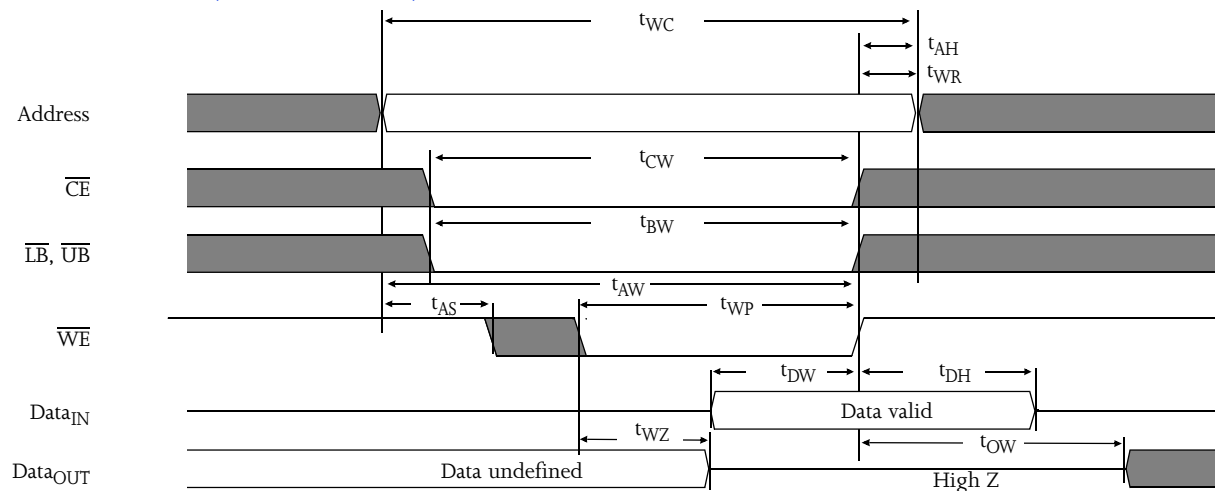 tWC
tAH
tWR
Address
tCW
CE
tBW
LB, UB
tAW
tAS
tWP
WE
tDW
tDH
DataIN
Data valid
tWZ
tOW
DataOUT
Data undefined
High Z